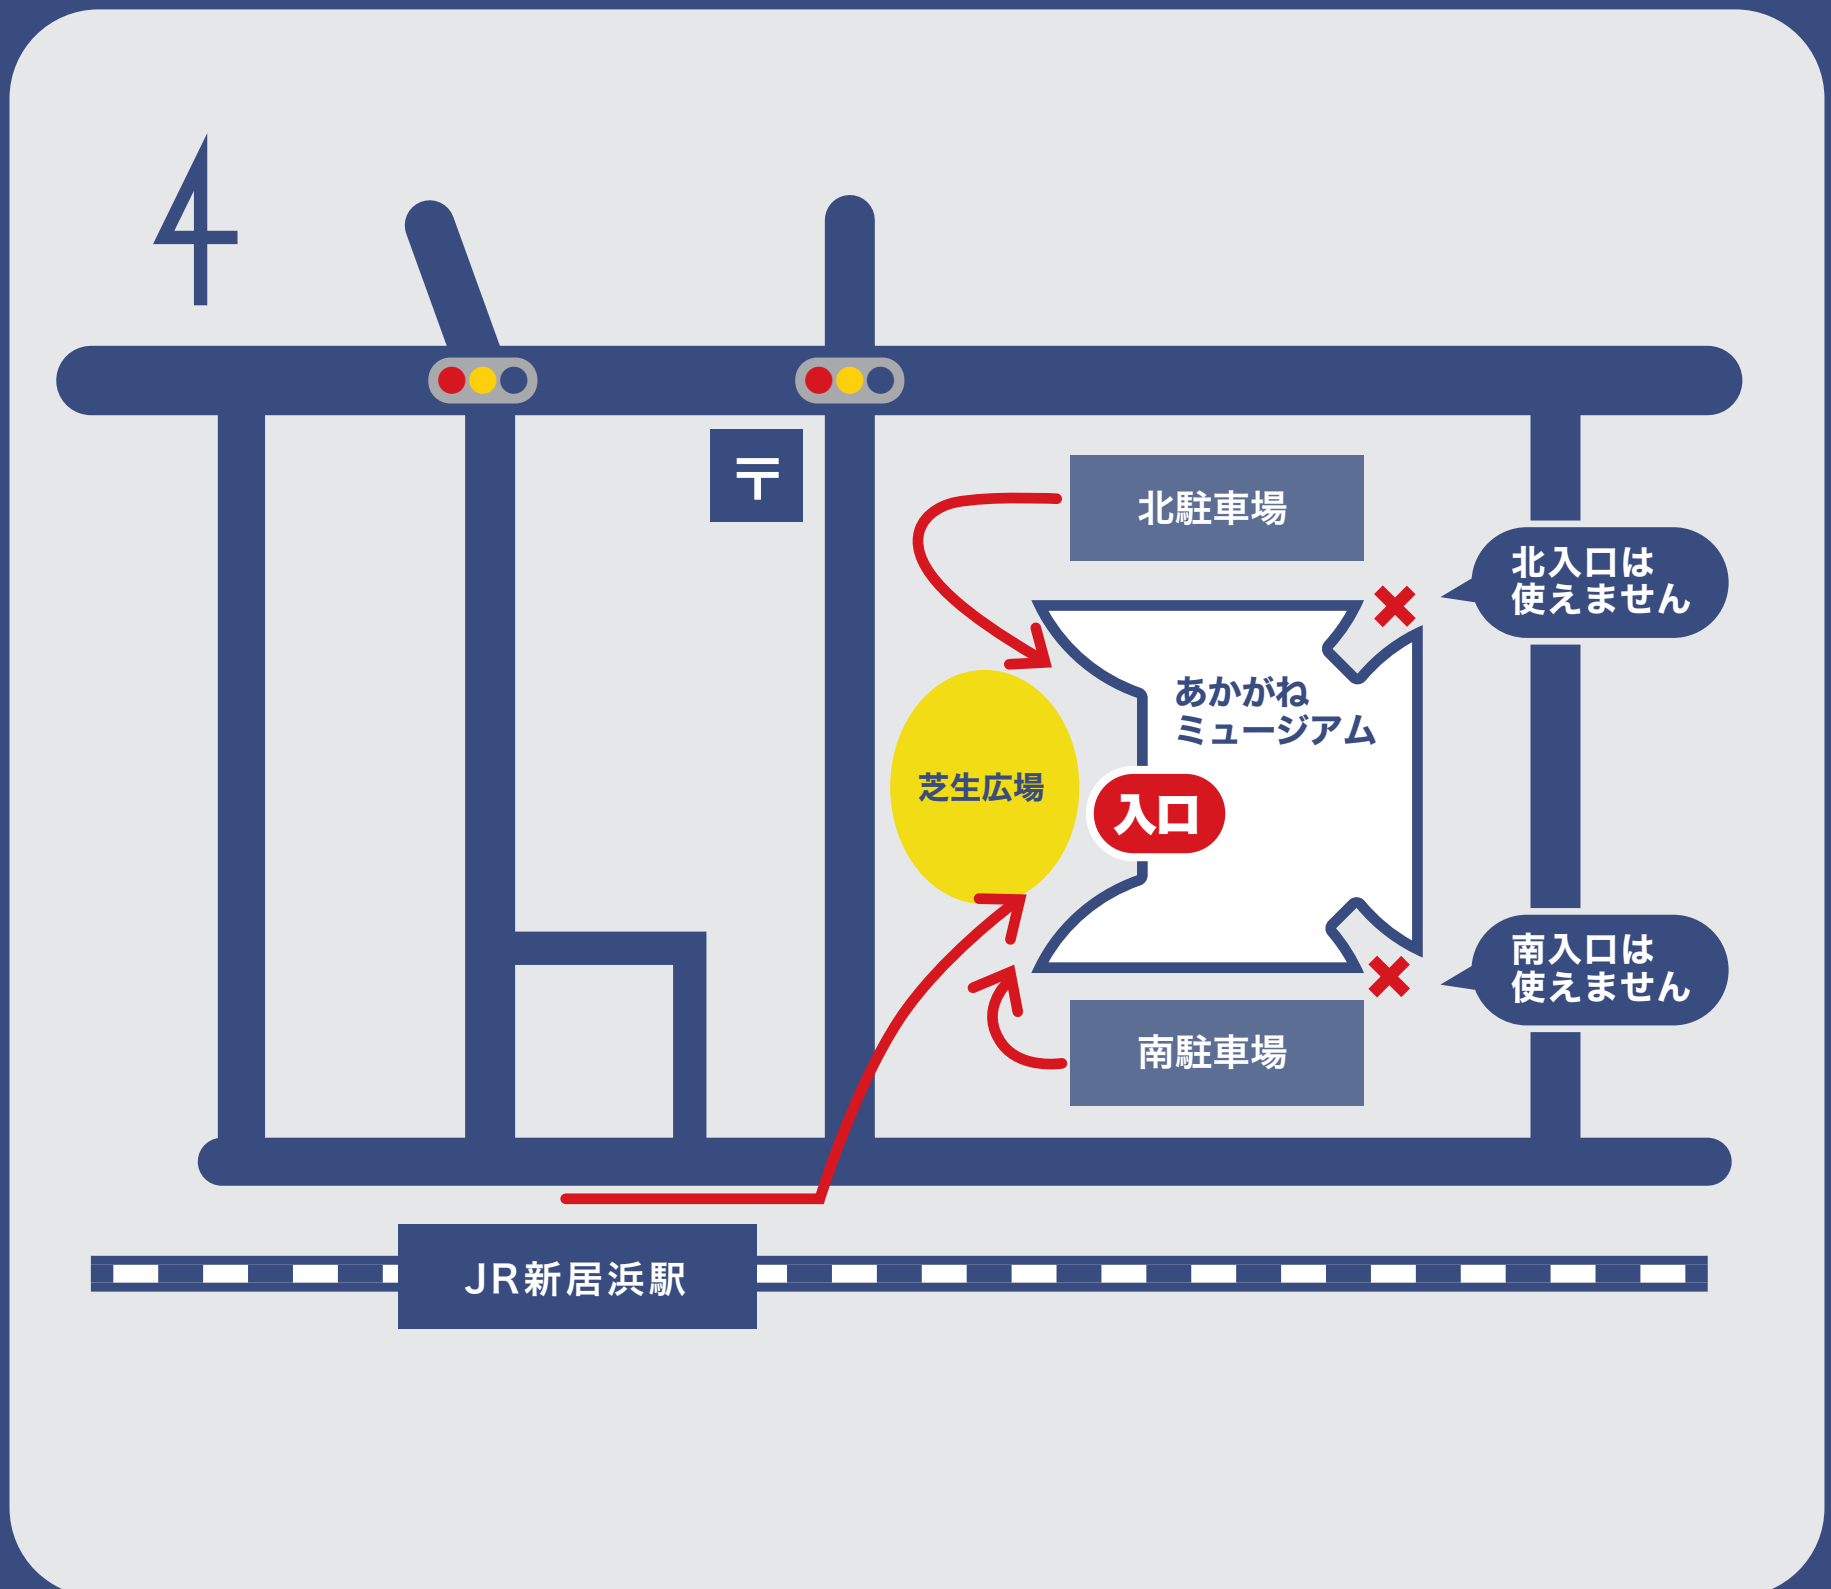 〒
北駐車場
北入口は
使えません
あかがね
ミュージアム
芝生広場
入口
南入口は
使えません
南駐車場
JR新居浜駅